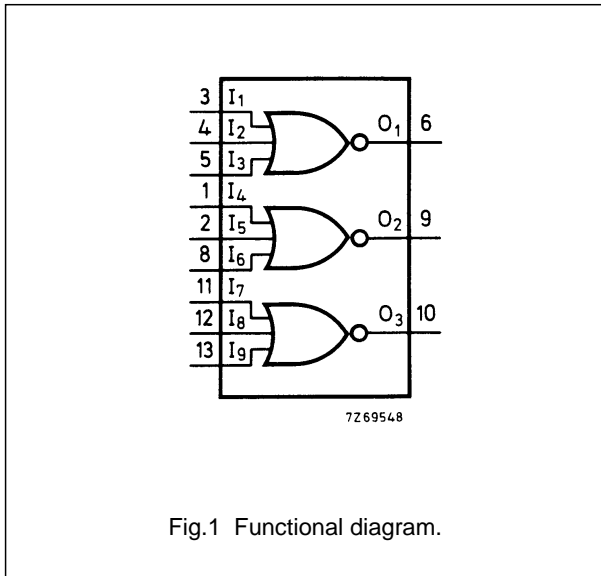 3 I₁
4 I₂ O₁ 6
5 I₃
1 I₄
2 I₅ O₂ 9
8 I₆
11 I₇
12 I₈ O₃ 10
13 I₉
7Z69548
Fig.1 Functional diagram.